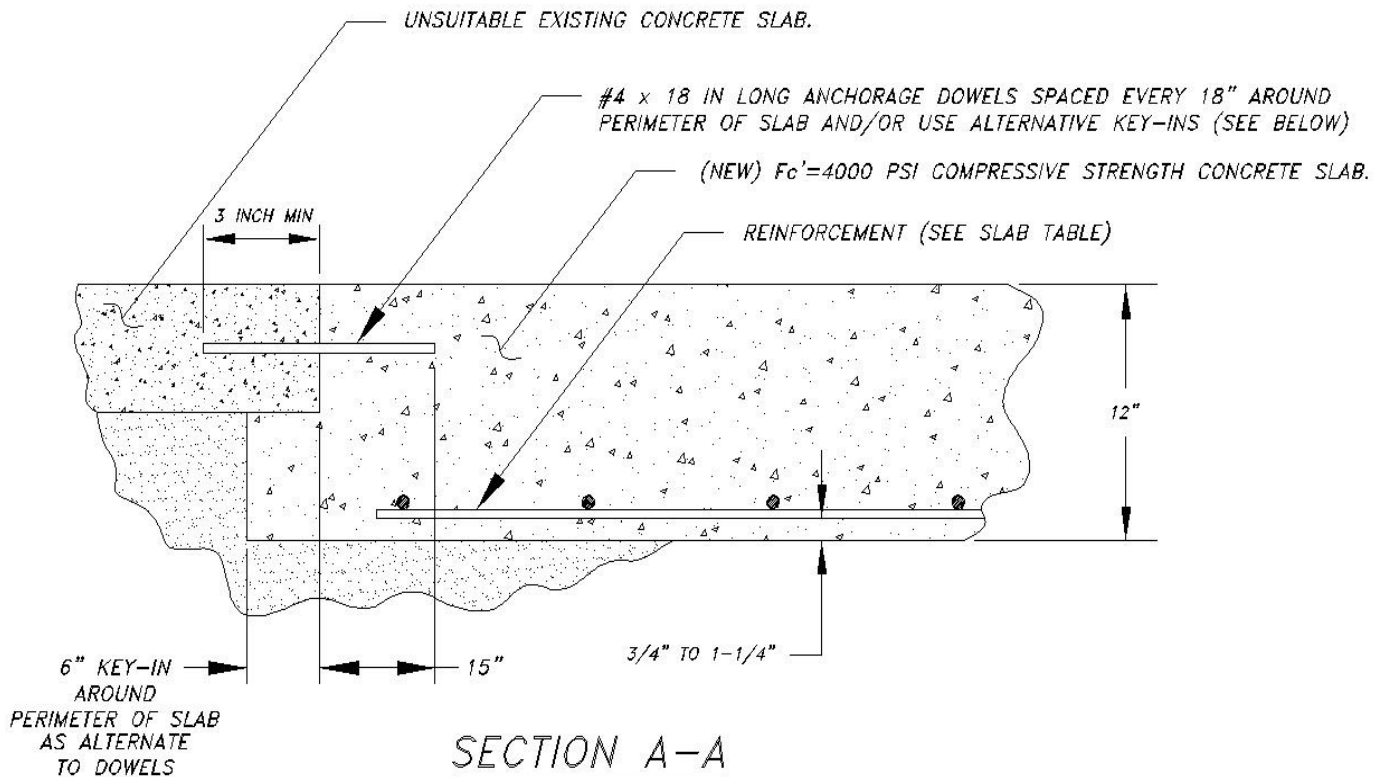 UNSUITABLE EXISTING CONCRETE SLAB.
#4 x 18 IN LONG ANCHORAGE DOWELS SPACED EVERY 18" AROUND
PERIMETER OF SLAB AND/OR USE ALTERNATIVE KEY-INS (SEE BELOW)
(NEW) Fc'=4000 PSI COMPRESSIVE STRENGTH CONCRETE SLAB.
3 INCH MIN
REINFORCEMENT (SEE SLAB TABLE)
12"
3/4" TO 1-1/4"
6" KEY-IN
AROUND
PERIMETER OF SLAB
AS ALTERNATE
TO DOWELS
15"
SECTION A-A